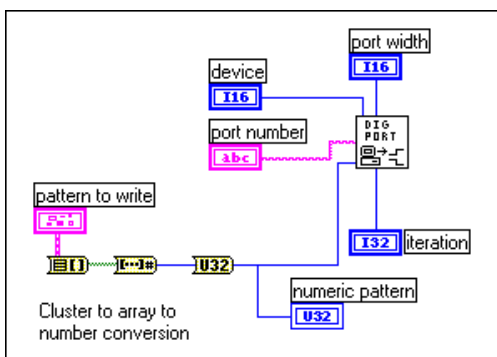 port width
I16
device
I16
port number
abc
DIG
PORT
pattern to write
[]
[...]#
U32
I32 iteration
numeric pattern
U32
Cluster to array to
number conversion